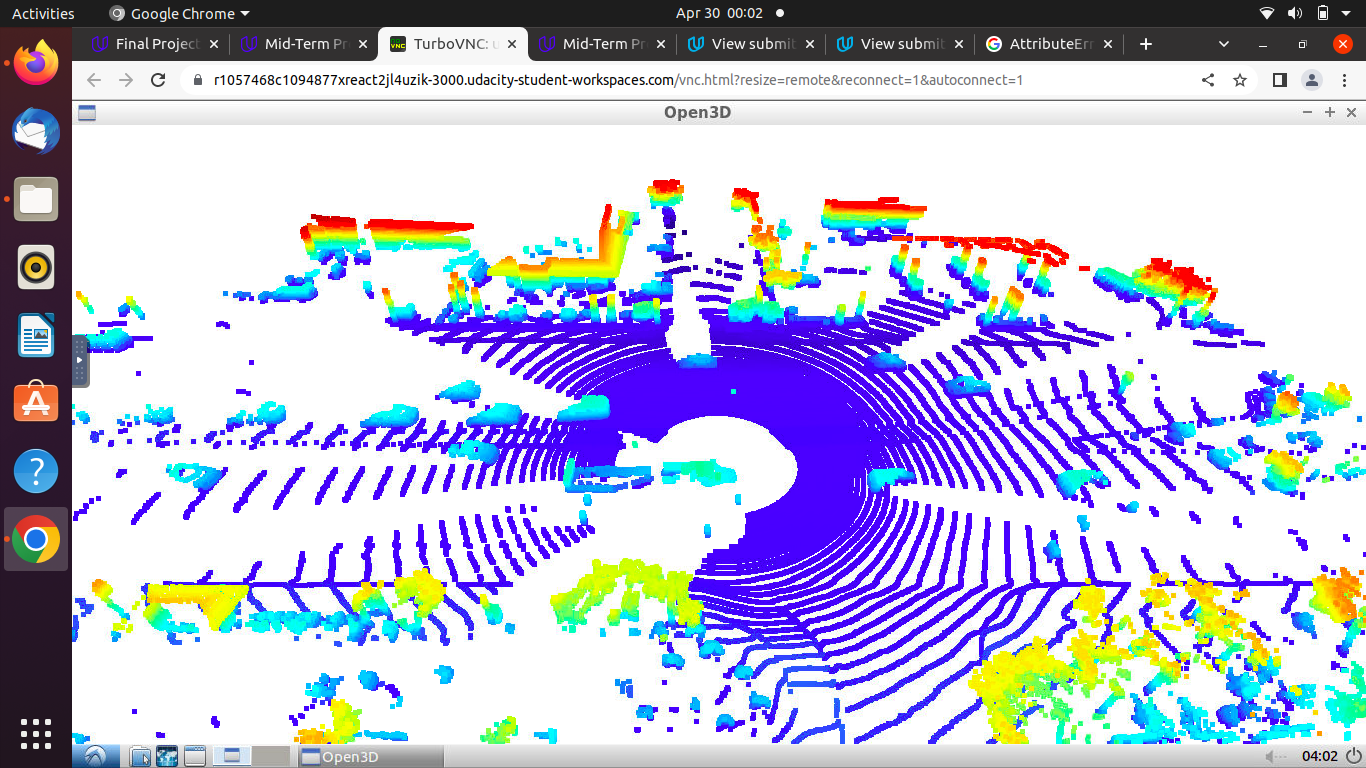 Activities
Google Chrome
Apr 30 00:02
Final Project
Mid-Term Pr
TurboVNC: u
Mid-Term Pr
View submit
View submit
AttributeErr
r1057468c1094877xreact2jl4uzik-3000.udacity-student-workspaces.com/vnc.html?resize=remote&reconnect=1&autoconnect=1
Open3D
Open3D
04:02